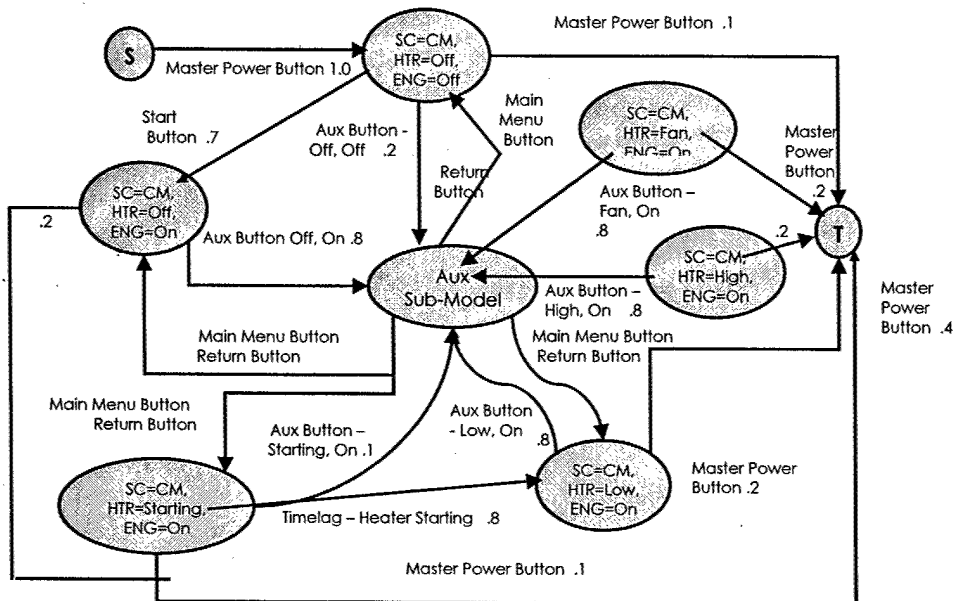 Master Power Button .1
S
SC=CM,
HTR=Off,
ENG=Off
Master Power Button 1.0
Main
Menu
Button
SC=CM,
HTR=Fan,
ENG=On
Master
Power
Button
.2
Start
Button .7
Aux Button -
Off, Off .2
Return
Button
Aux Button –
Fan, On
.8
SC=CM,
HTR=Off,
ENG=On
.2
Aux Button Off, On .8
T
.2
SC=CM,
HTR=High,
ENG=On
Aux
Sub-Model
Aux Button –
High, On .8
Master
Power
Button .4
Main Menu Button
Return Button
Main Menu Button
Return Button
Main Menu Button
Return Button
Aux Button –
Starting, On .1
Aux Button
- Low, On
.8
SC=CM,
HTR=Low,
ENG=On
Master Power
Button .2
SC=CM,
HTR=Starting,
ENG=On
Timelag – Heater Starting .8
Master Power Button .1